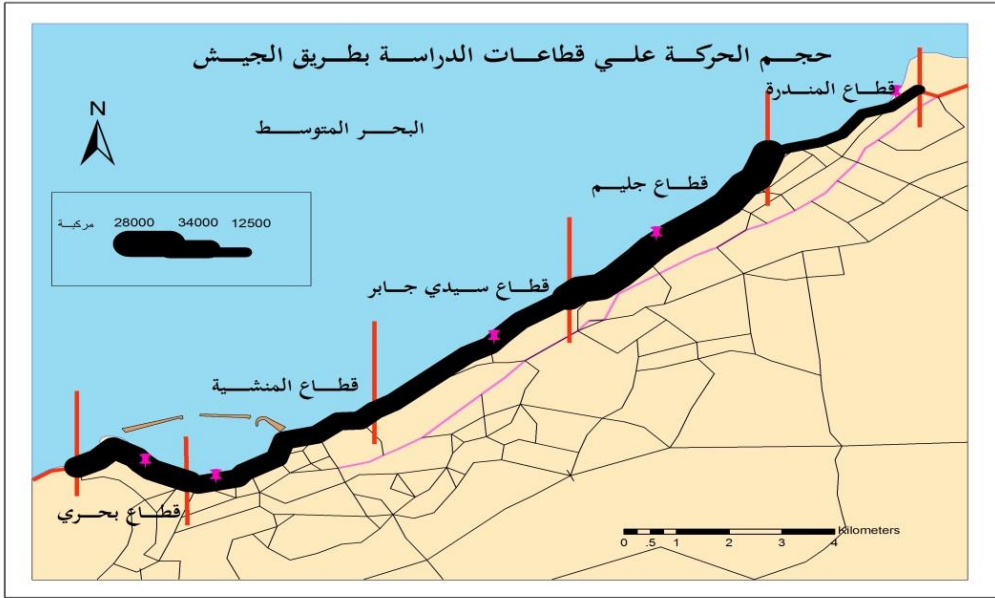 حجم الحركة علي قطاعات الدراسة بطريق الجيش
قطاع المندرة
N
البحر المتوسط
قطاع جليم
مركبة 28000 34000 12500
قطاع سيدي جابر
قطاع المنشية
قطاع بحري
Kilometers
0 .5 1 2 3 4